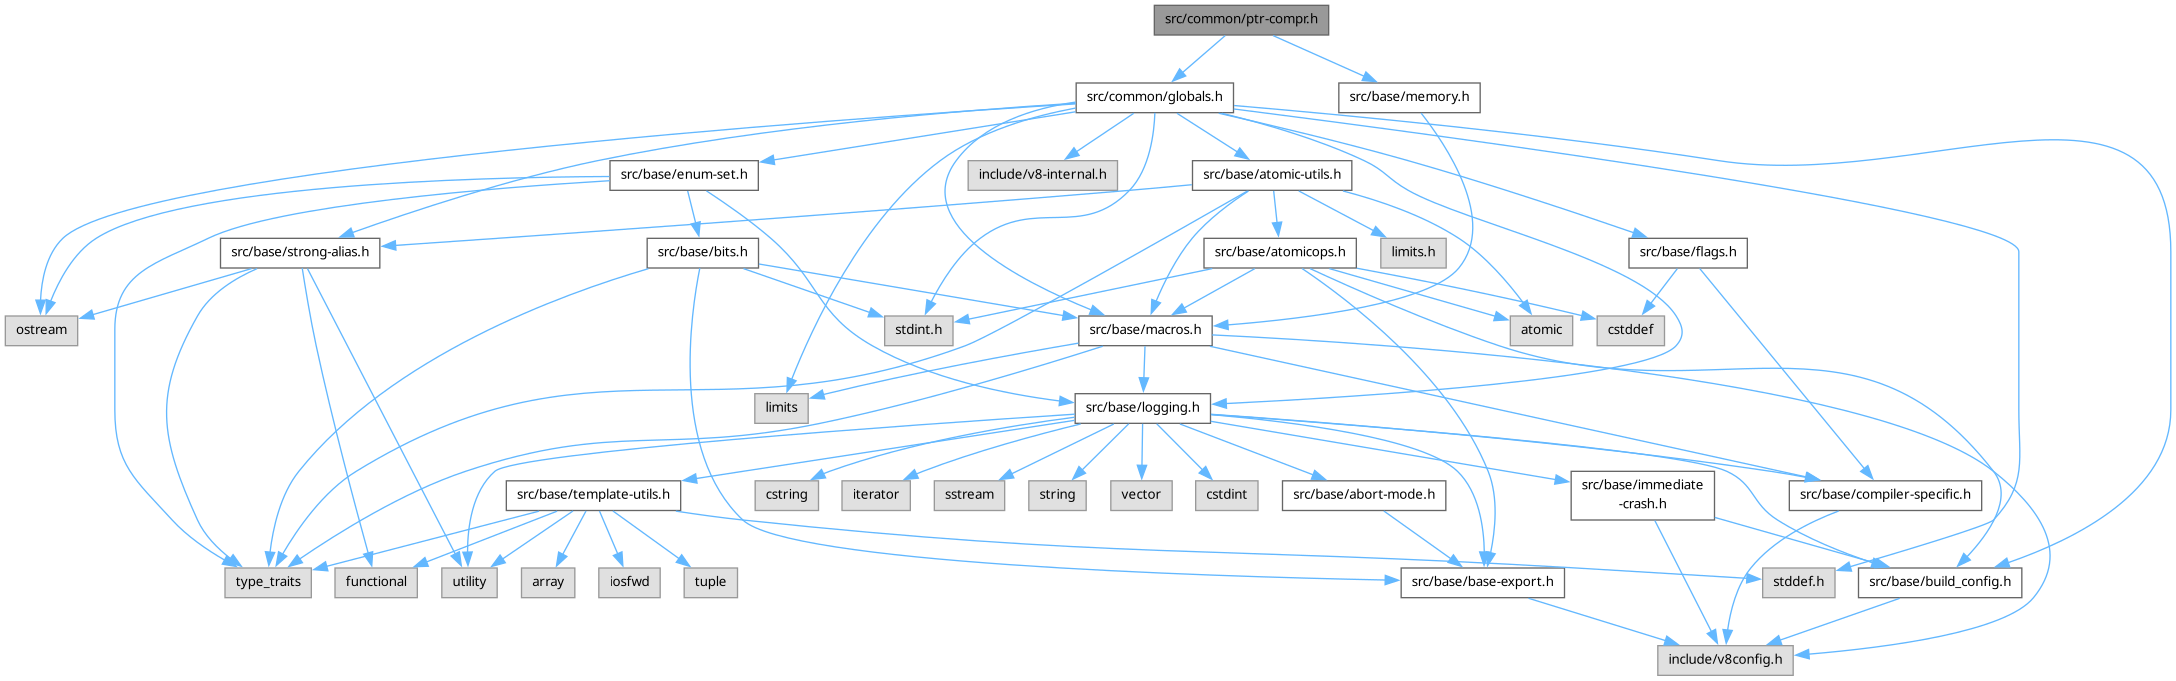 src/common/ptr-compr.h
src/common/globals.h
src/base/memory.h
src/base/enum-set.h
include/v8-internal.h
src/base/atomic-utils.h
src/base/strong-alias.h
src/base/bits.h
src/base/atomicops.h
limits.h
src/base/flags.h
ostream
stdint.h
src/base/macros.h
atomic
cstddef
limits
src/base/logging.h
src/base/template-utils.h
cstring
iterator
sstream
string
vector
cstdint
src/base/abort-mode.h
src/base/immediate
-crash.h
src/base/compiler-specific.h
type_traits
functional
utility
array
iosfwd
tuple
src/base/base-export.h
stddef.h
src/base/build_config.h
include/v8config.h